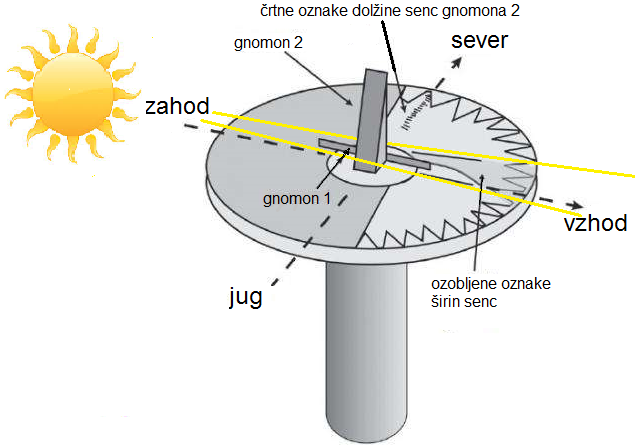 črtne oznake dolžine senc gnomona 2
gnomon 2
sever
zahod
gnomon 1
vzhod
jug
ozobljene oznake
širin senc